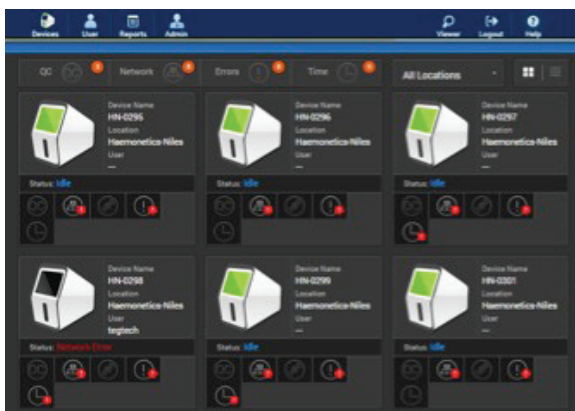 Devices User Reports Admin Viewer Logout Help
QC Network Errors Time All Locations
Device Name
HN-0295
Location
Haemonetics-Niles
User
—
Status: Idle
Device Name
HN-0296
Location
Haemonetics-Niles
User
—
Status: Idle
Device Name
HN-0297
Location
Haemonetics-Niles
User
—
Status: Idle
Device Name
HN-0298
Location
Haemonetics-Niles
User
tegtech
Status: Network Error
Device Name
HN-0299
Location
Haemonetics-Niles
User
—
Status: Idle
Device Name
HN-0301
Location
Haemonetics-Niles
User
—
Status: Idle